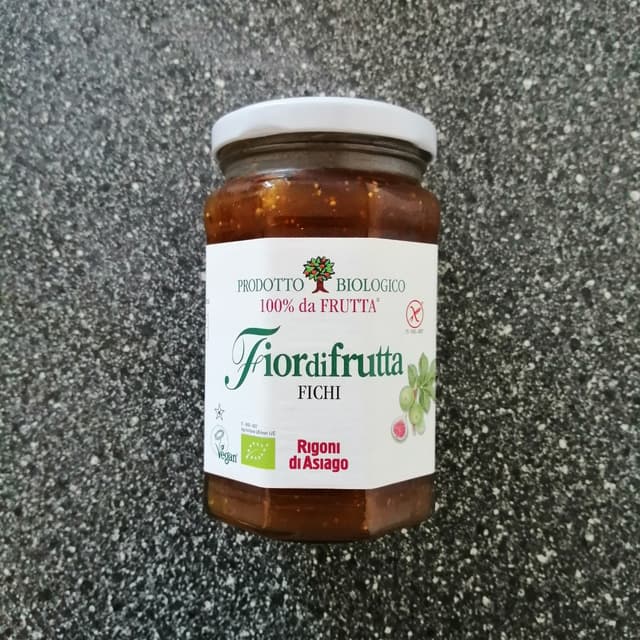 PRODOTTO BIOLOGICO
100% da FRUTTA®
Fiordifrutta
FICHI
Vegan
Rigoni
di Asiago